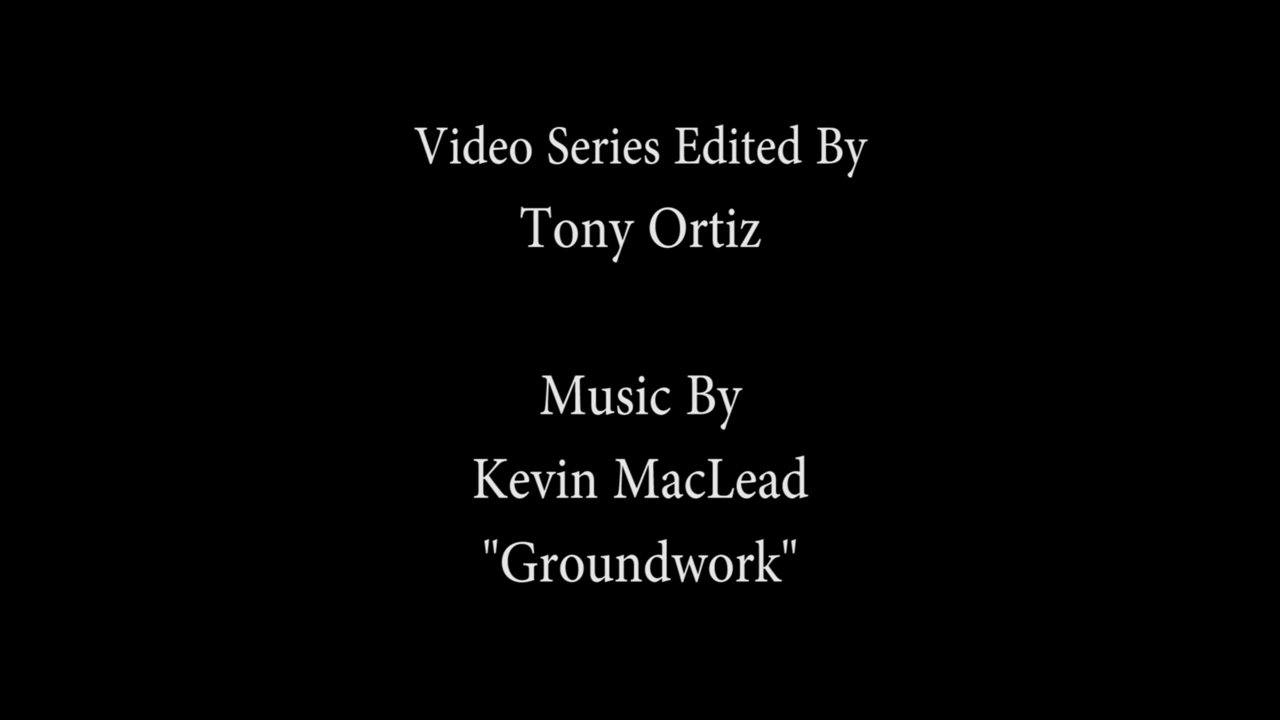 Video Series Edited By
Tony Ortiz
Music By
Kevin MacLead
"Groundwork"